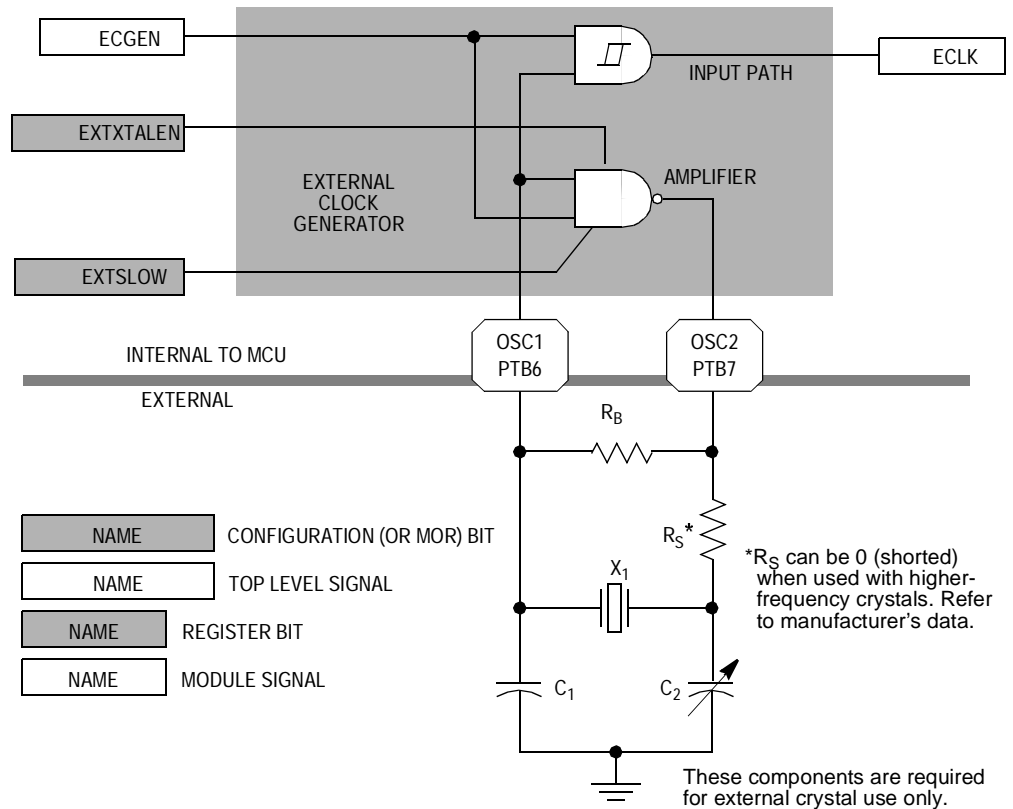 ECGEN
INPUT PATH
ECLK
EXTXTALEN
AMPLIFIER
EXTERNAL
CLOCK
GENERATOR
EXTSLOW
OSC1
PTB6
OSC2
PTB7
INTERNAL TO MCU
EXTERNAL
RB
RS*
X1
*RS can be 0 (shorted)
when used with higher-
frequency crystals. Refer
to manufacturer's data.
NAME CONFIGURATION (OR MOR) BIT
NAME TOP LEVEL SIGNAL
NAME REGISTER BIT
NAME MODULE SIGNAL
C1
C2
These components are required
for external crystal use only.